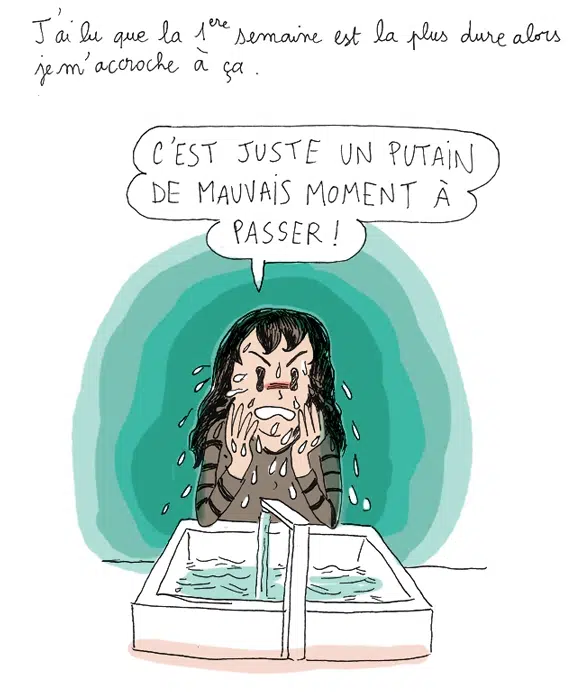 J'ai lu que la 1ère semaine est la plus dure alors
je m'accroche à ça.
C'EST JUSTE UN PUTAIN
DE MAUVAIS MOMENT À
PASSER !